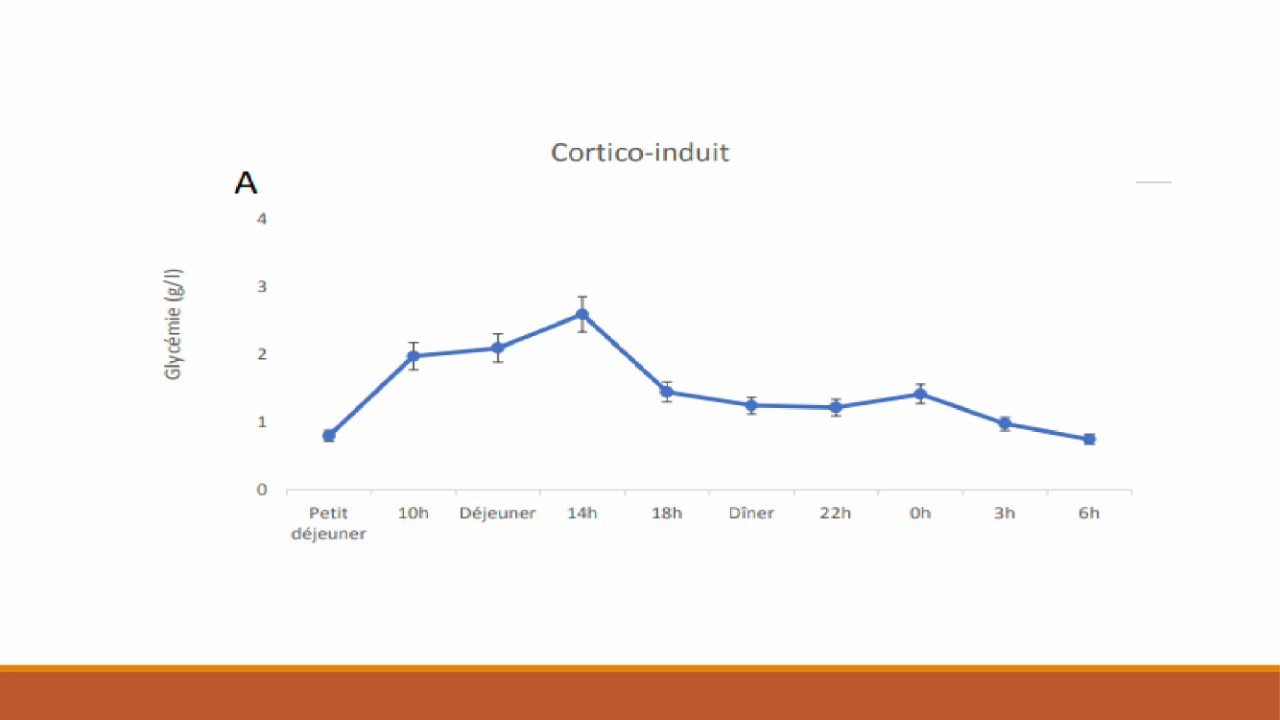 Cortico-induit
A
4
Glycémie (g/l)
3
2
1
0
Petit déjeuner
10h
Déjeuner
14h
18h
Dîner
22h
0h
3h
6h